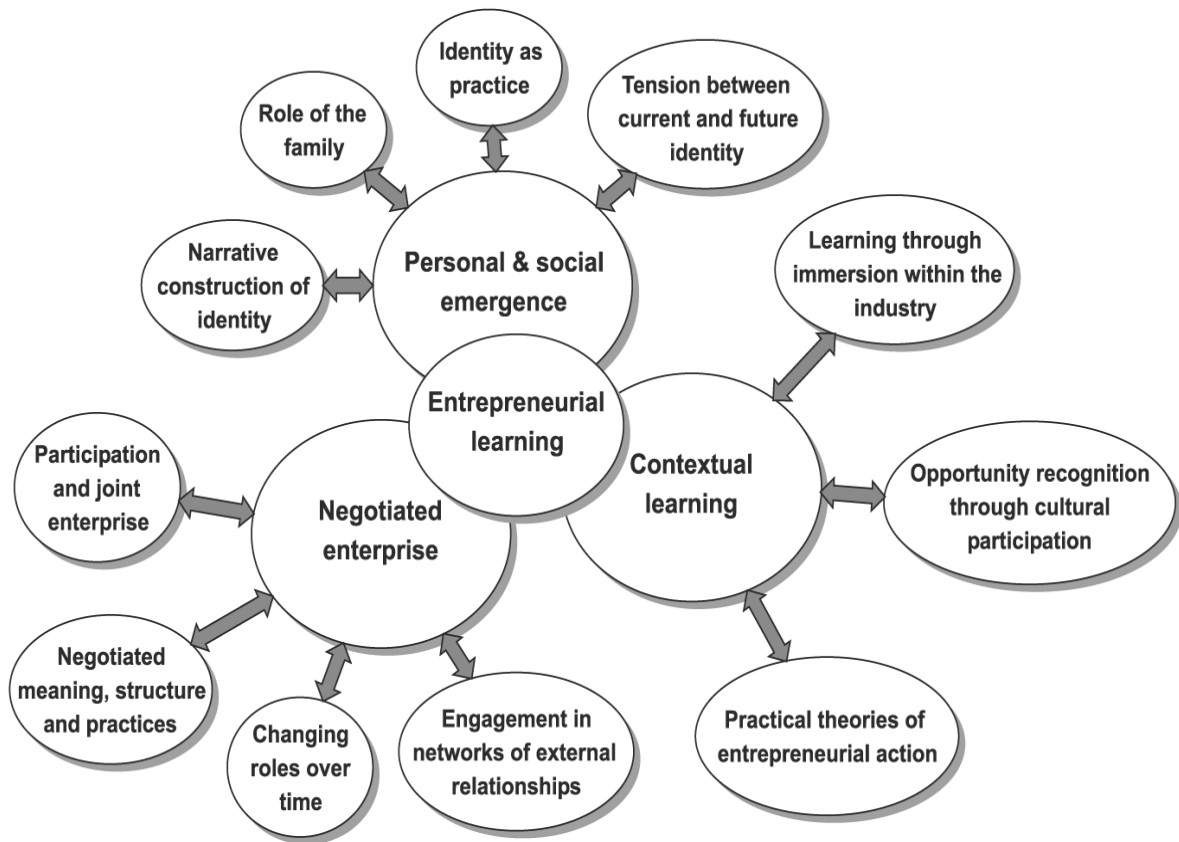 Identity as
practice
Tension between
current and future
identity
Role of the
family
Narrative
construction of
identity
Personal & social
emergence
Learning through
immersion within the
industry
Entrepreneurial
learning
Contextual
learning
Opportunity recognition
through cultural
participation
Participation
and joint
enterprise
Negotiated
enterprise
Negotiated
meaning, structure
and practices
Changing
roles over
time
Engagement in
networks of external
relationships
Practical theories of
entrepreneurial action